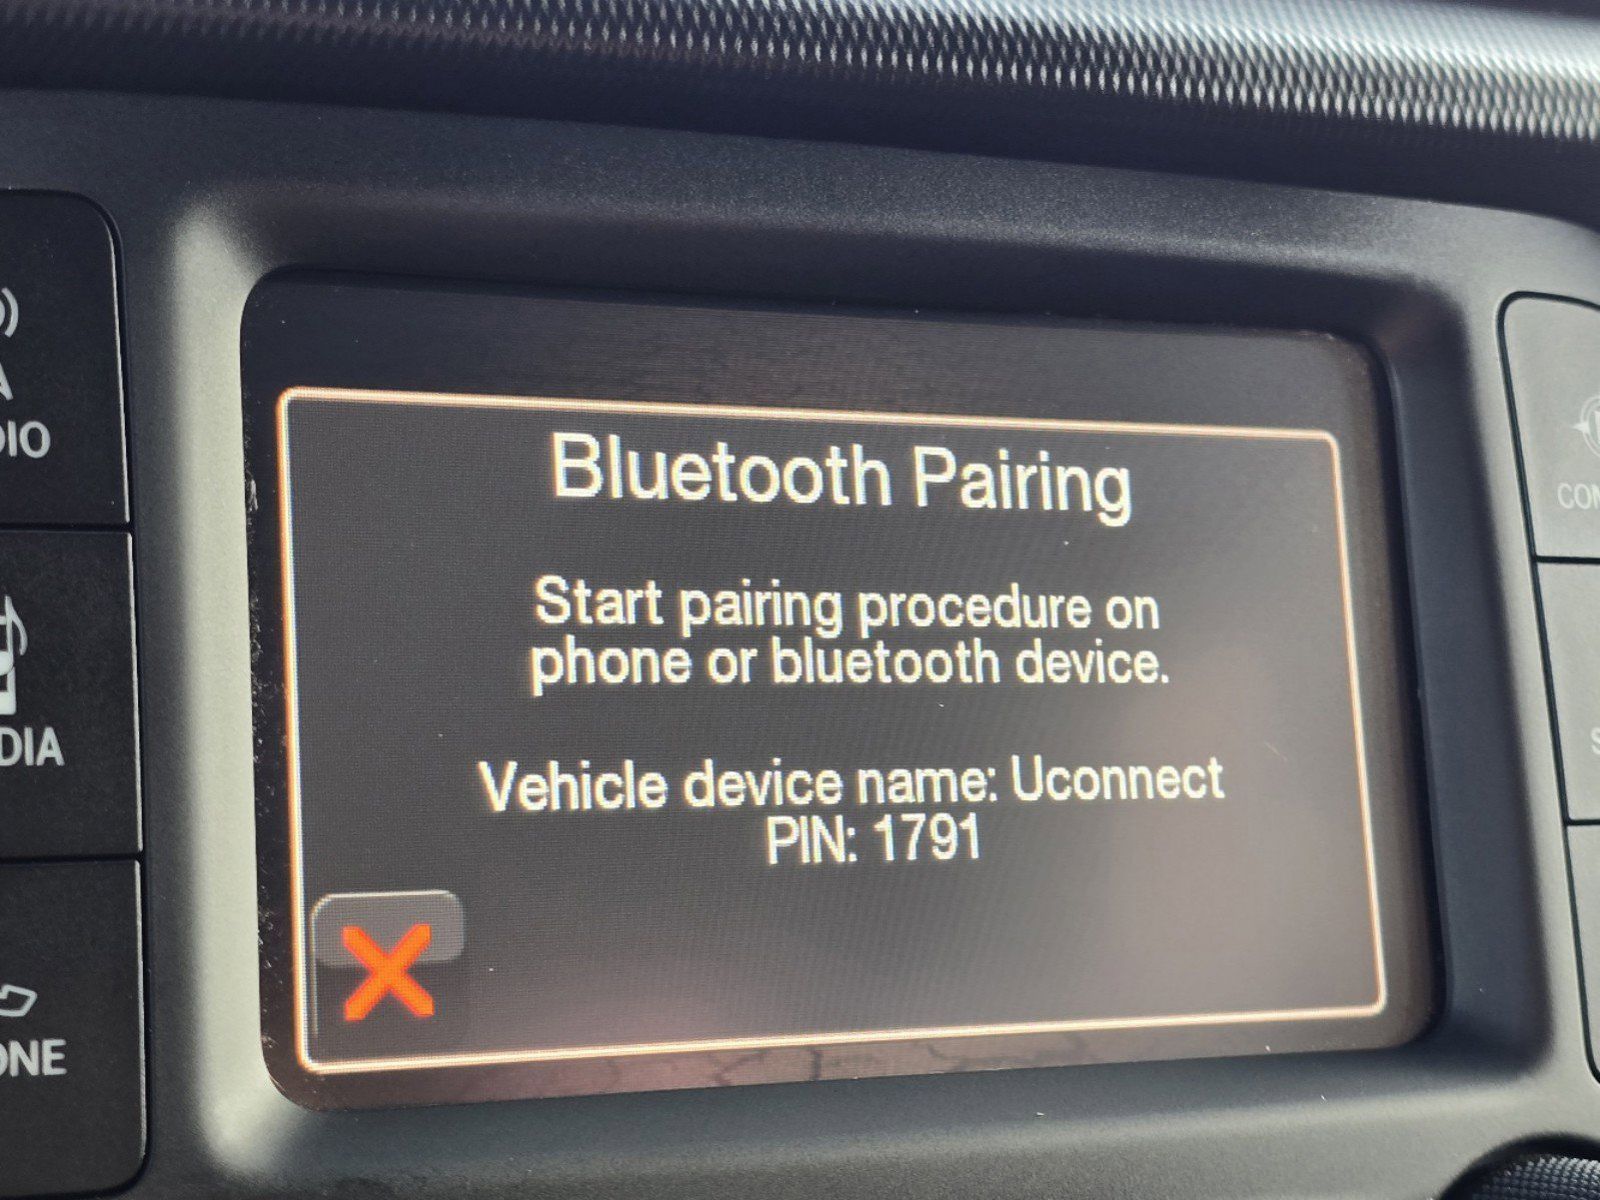 Bluetooth Pairing
Start pairing procedure on
phone or bluetooth device.
Vehicle device name: Uconnect
PIN: 1791